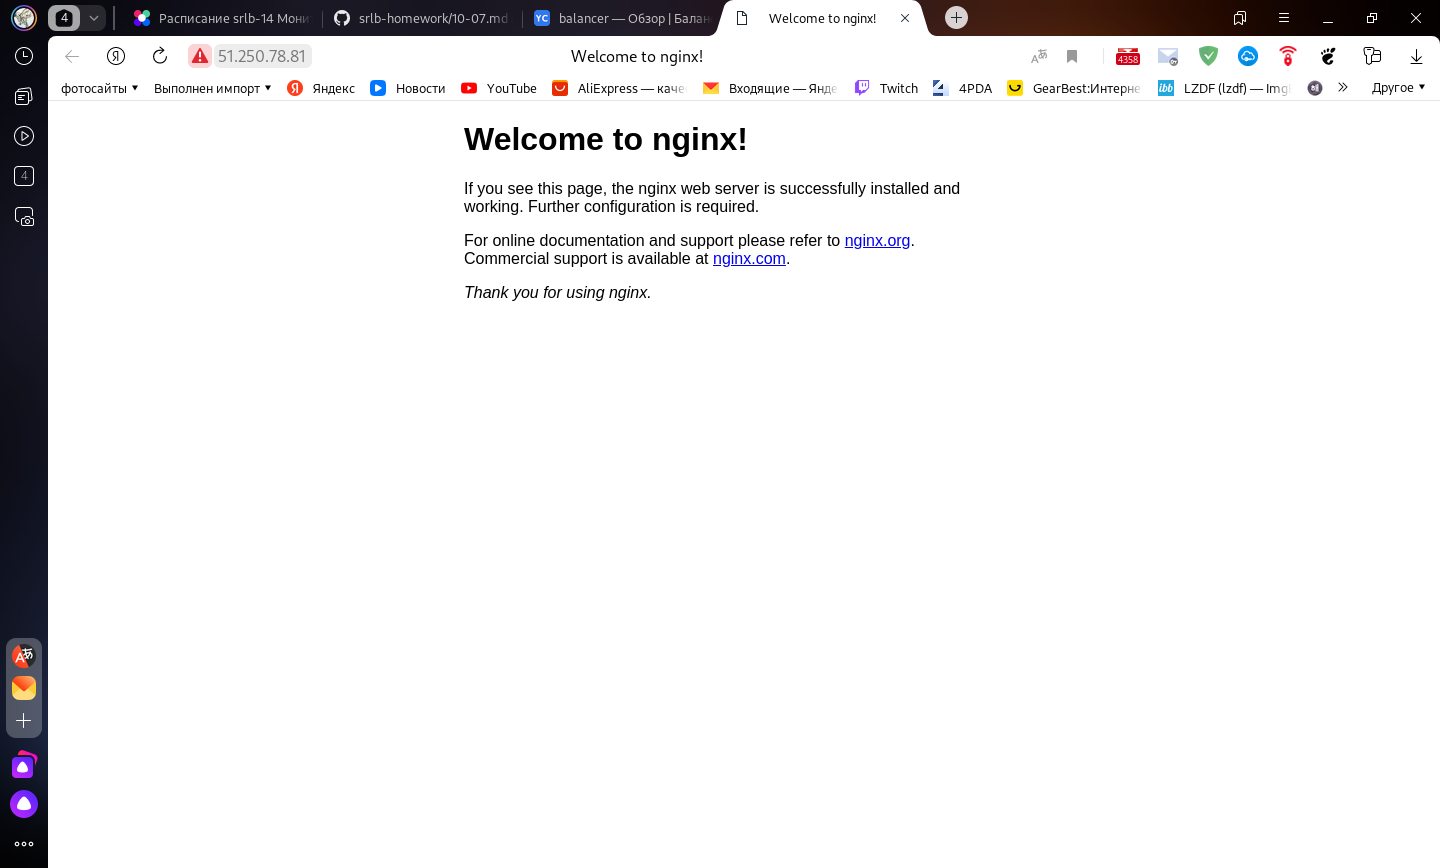 4
Расписание srlb-14 Мони
srlb-homework/10-07.md
YC
balancer — Обзор | Балан
Welcome to nginx!
Я
51.250.78.81
Welcome to nginx!
4358
фотосайты
Выполнен импорт
Я
Яндекс
Новости
YouTube
AliExpress — каче
Входящие — Янде
Twitch
4PDA
GearBest:Интерне
ibb
LZDF (lzdf) — Imgl
Другое
4
Welcome to nginx!
If you see this page, the nginx web server is successfully installed and
working. Further configuration is required.
For online documentation and support please refer to nginx.org.
Commercial support is available at nginx.com.
Thank you for using nginx.